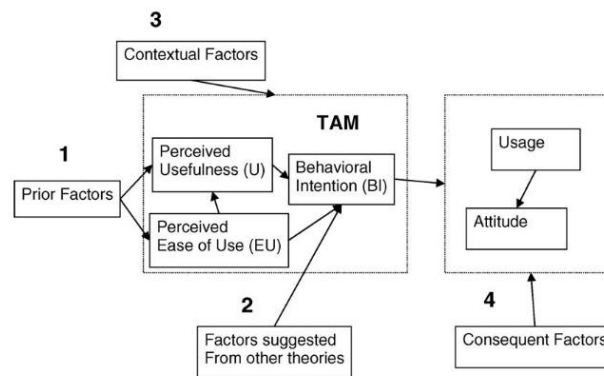 3
Contextual Factors
TAM
1
Perceived
Usefulness (U)
Behavioral
Intention (BI)
Usage
Prior Factors
Perceived
Ease of Use (EU)
Attitude
2
4
Factors suggested
From other theories
Consequent Factors